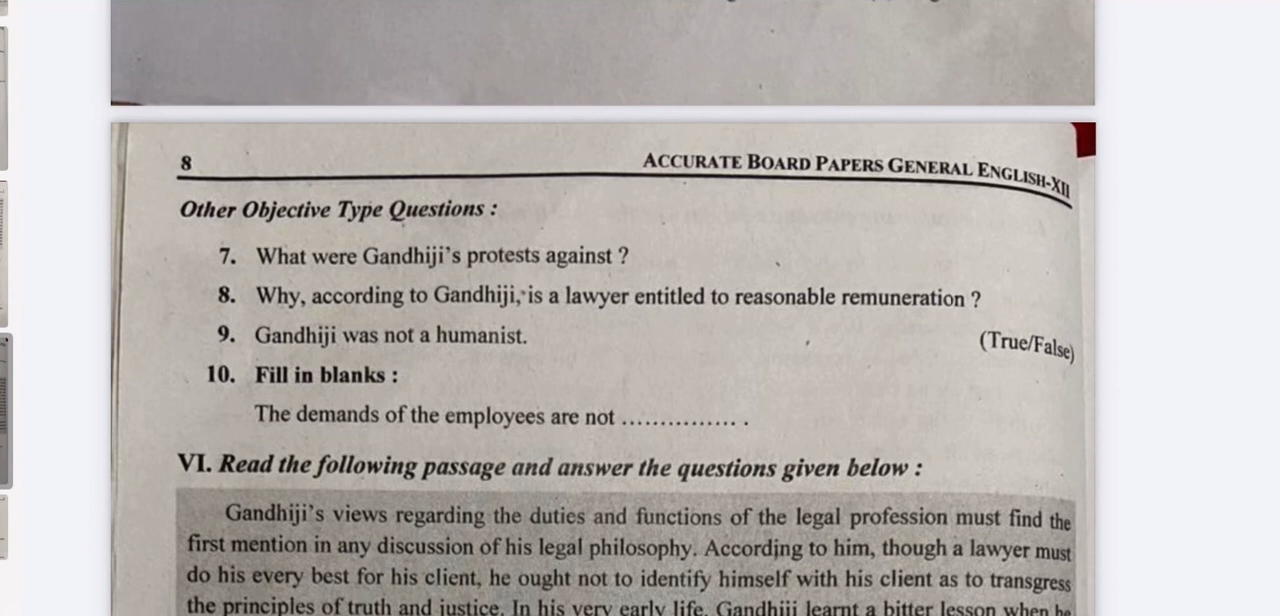 8
ACCURATE BOARD PAPERS GENERAL ENGLISH-XII
Other Objective Type Questions :
7. What were Gandhiji's protests against ?
8. Why, according to Gandhiji, is a lawyer entitled to reasonable remuneration ?
9. Gandhiji was not a humanist. (True/False)
10. Fill in blanks :
The demands of the employees are not ............... .
VI. Read the following passage and answer the questions given below :
Gandhiji's views regarding the duties and functions of the legal profession must find the
first mention in any discussion of his legal philosophy. According to him, though a lawyer must
do his every best for his client, he ought not to identify himself with his client as to transgress
the principles of truth and justice. In his very early life, Gandhiji learnt a bitter lesson when he